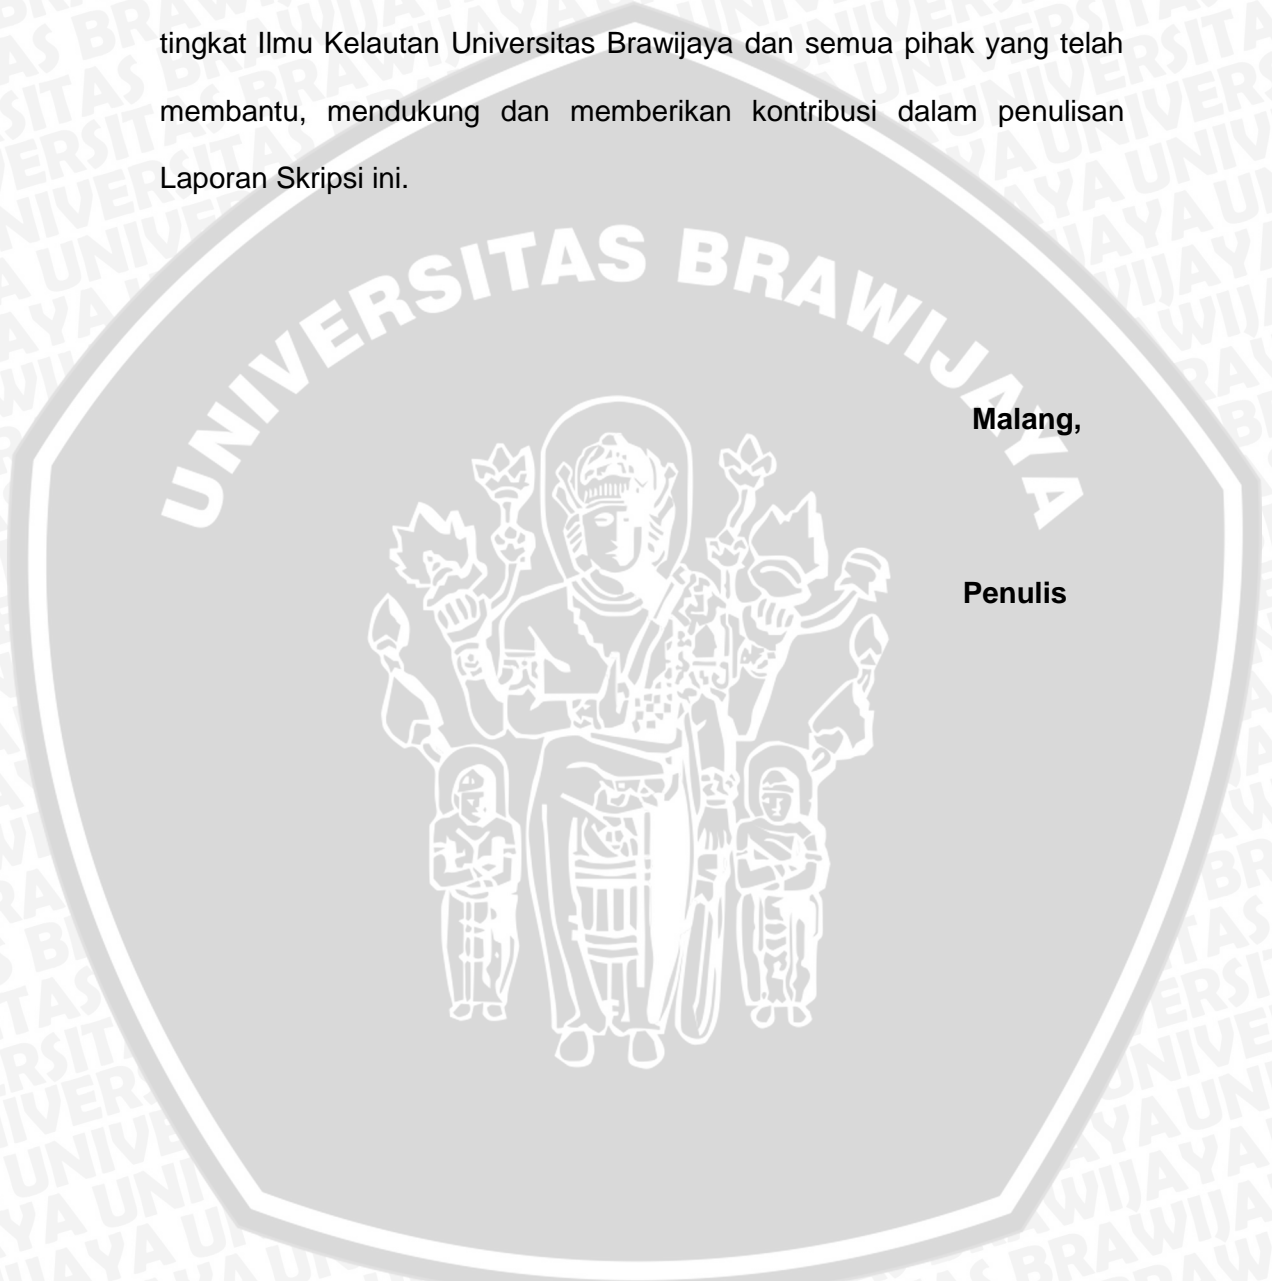 tingkat Ilmu Kelautan Universitas Brawijaya dan semua pihak yang telah
membantu, mendukung dan memberikan kontribusi dalam penulisan
Laporan Skripsi ini.
UNIVERSITAS BRAWIJAYA
Malang,
Penulis